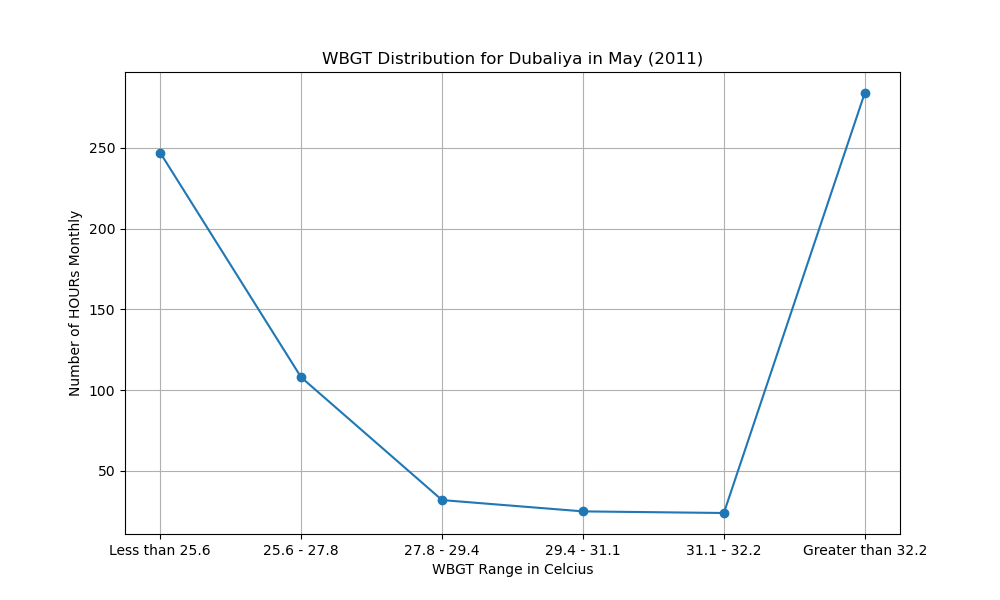 WBGT Distribution for Dubaliya in May (2011)
Number of HOURs Monthly
250
200
150
100
50
Less than 25.6
25.6 - 27.8
27.8 - 29.4
29.4 - 31.1
31.1 - 32.2
Greater than 32.2
WBGT Range in Celcius